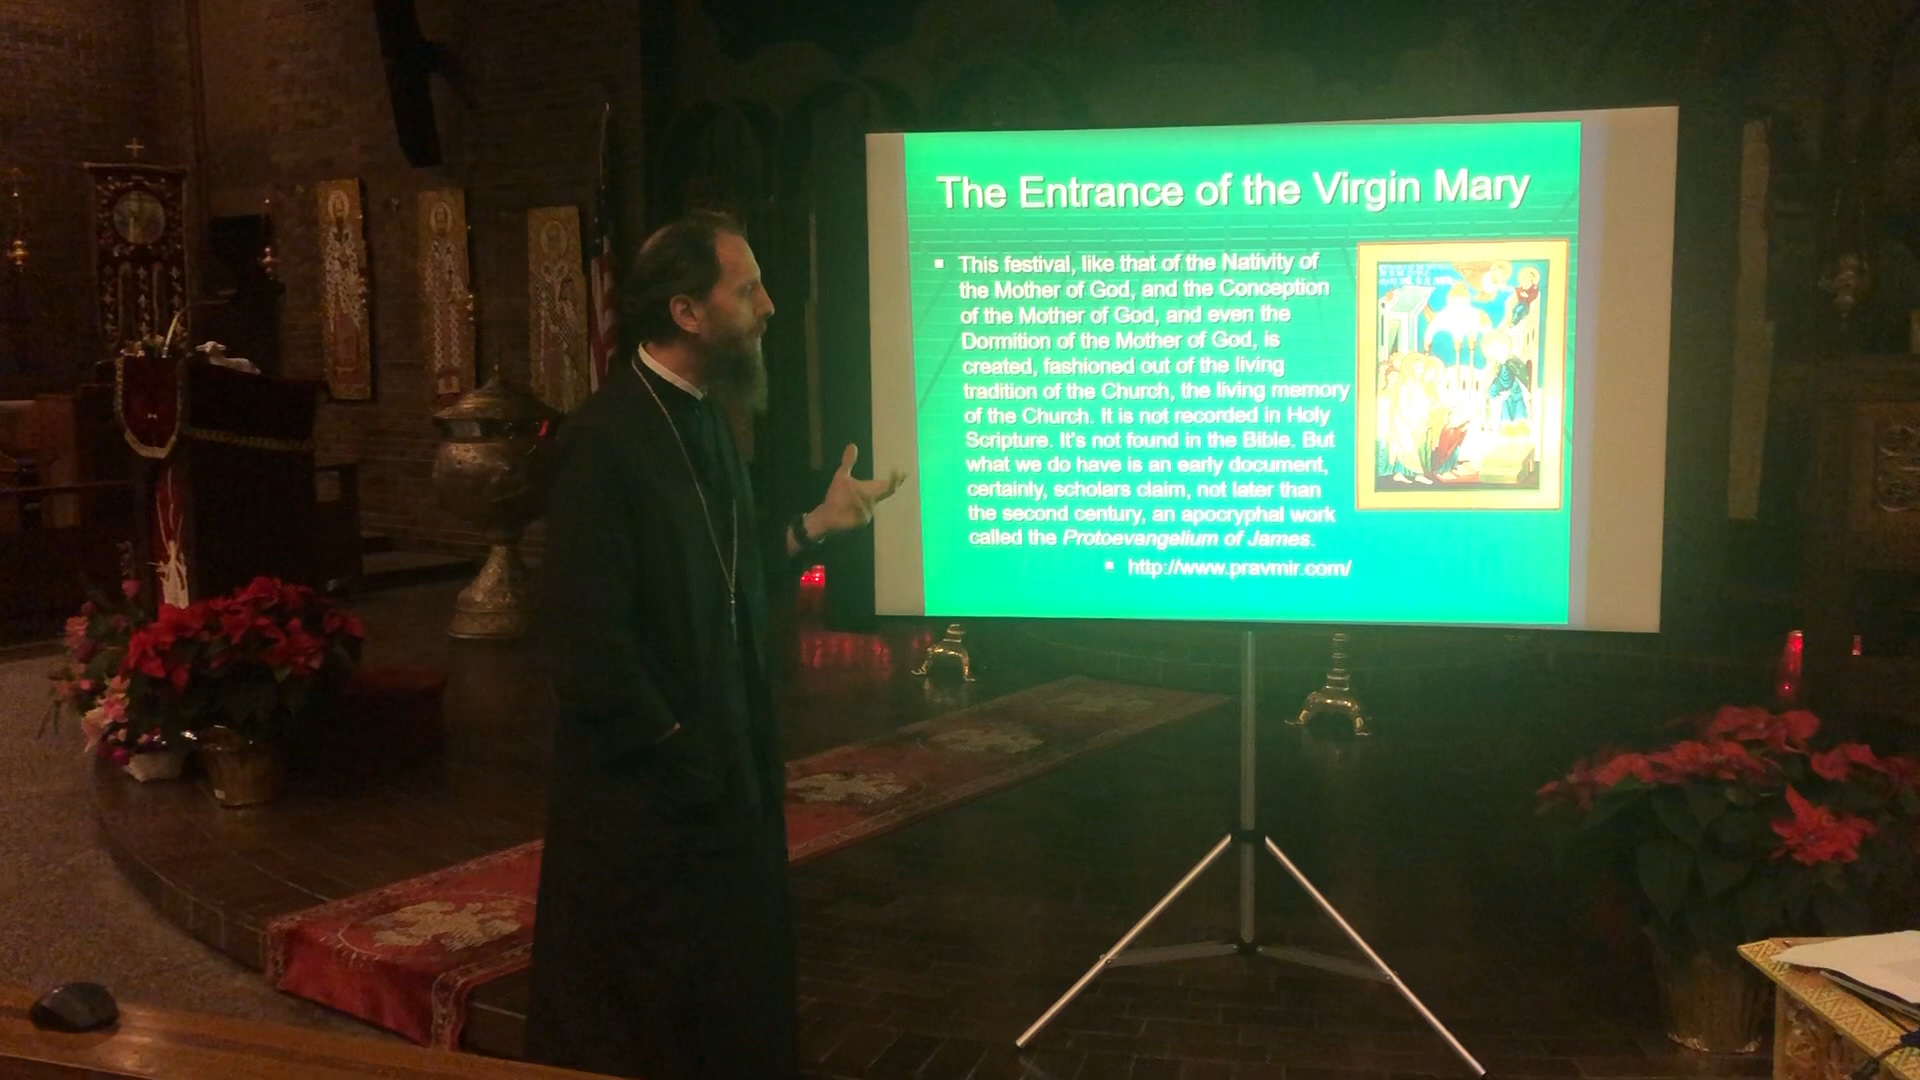 The Entrance of the Virgin Mary
▪ This festival, like that of the Nativity of
the Mother of God, and the Conception
of the Mother of God, and even the
Dormition of the Mother of God, is
created, fashioned out of the living
tradition of the Church, the living memory
of the Church. It is not recorded in Holy
Scripture. It's not found in the Bible. But
what we do have is an early document,
certainly, scholars claim, not later than
the second century, an apocryphal work
called the Protoevangelium of James.
▪ http://www.pravmir.com/